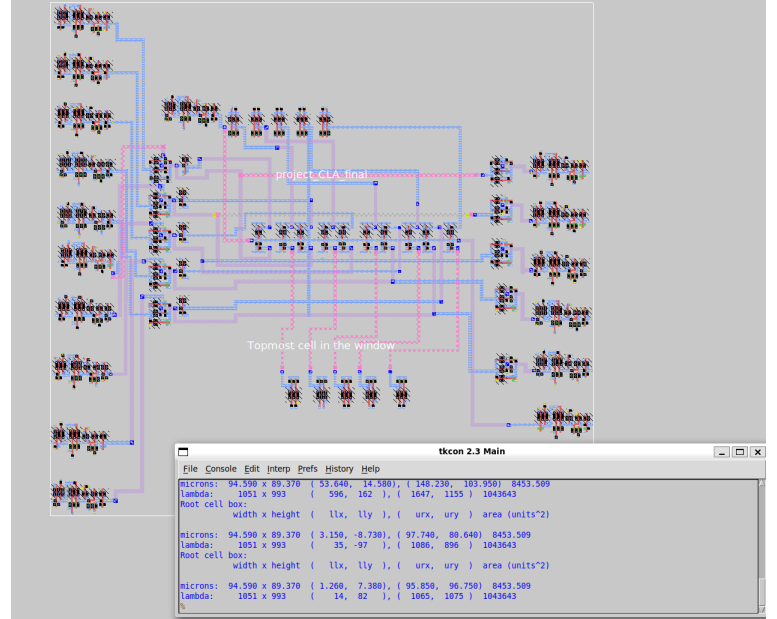 project_CLA_final
Topmost cell in the window
tkcon 2.3 Main
File Console Edit Interp Prefs History Help
microns: 94.590 x 89.370 ( 53.640, 14.580), ( 148.230, 103.950) 8453.509
lambda: 1051 x 993 ( 596, 162 ), ( 1647, 1155 ) 1043643
Root cell box:
width x height ( llx, lly ), ( urx, ury ) area (units^2)
microns: 94.590 x 89.370 ( 3.150, -8.730), ( 97.740, 80.640) 8453.509
lambda: 1051 x 993 ( 35, -97 ), ( 1086, 896 ) 1043643
Root cell box:
width x height ( llx, lly ), ( urx, ury ) area (units^2)
microns: 94.590 x 89.370 ( 1.260, 7.380), ( 95.850, 96.750) 8453.509
lambda: 1051 x 993 ( 14, 82 ), ( 1065, 1075 ) 1043643
%